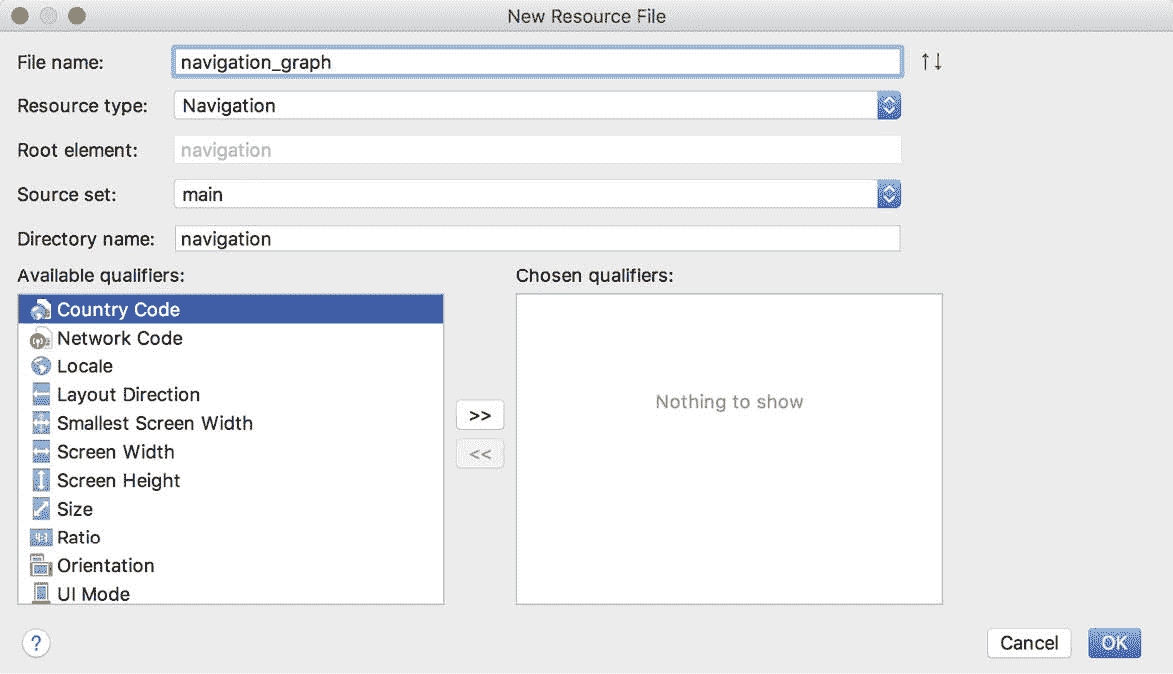 New Resource File
File name: navigation_graph ↑↓
Resource type: Navigation
Root element: navigation
Source set: main
Directory name: navigation
Available qualifiers: Chosen qualifiers:
Country Code
Network Code
Locale
Layout Direction
Smallest Screen Width
Screen Width
Screen Height
Size
Ratio
Orientation
UI Mode
>>
<<
Nothing to show
? Cancel OK